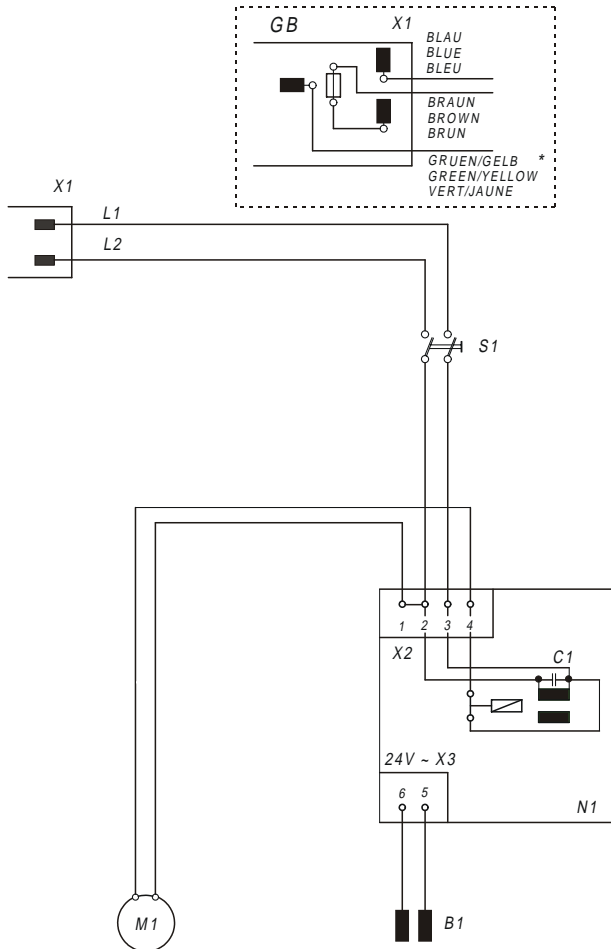 GB
X1
BLAU
BLUE
BLEU
BRAUN
BROWN
BRUN
GRUEN/GELB *
GREEN/YELLOW
VERT/JAUNE
X1
L1
L2
S1
1 2 3 4
X2
C1
24V ~ X3
6 5
N1
M1
B1